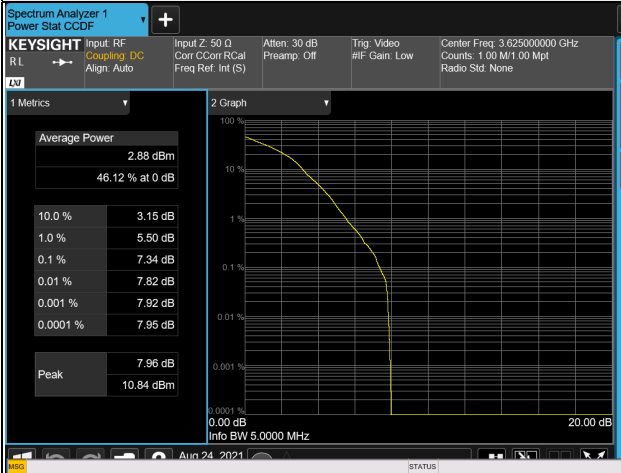 Spectrum Analyzer 1
Power Stat CCDF
KEYSIGHT
R L
LXI
Input: RF
Coupling: DC
Align: Auto
Input Z: 50 Ω
Corr CCorr RCal
Freq Ref: Int (S)
Atten: 30 dB
Preamp: Off
Trig: Video
#IF Gain: Low
Center Freq: 3.625000000 GHz
Counts: 1.00 M/1.00 Mpt
Radio Std: None
1 Metrics
Average Power
2.88 dBm
46.12 % at 0 dB
10.0 % 3.15 dB
1.0 % 5.50 dB
0.1 % 7.34 dB
0.01 % 7.82 dB
0.001 % 7.92 dB
0.0001 % 7.95 dB
Peak
7.96 dB
10.84 dBm
2 Graph
100 %
10 %
1 %
0.1 %
0.01 %
0.001 %
0.0001 %
0.00 dB 20.00 dB
Info BW 5.0000 MHz
Aug 24, 2021
MSG
STATUS